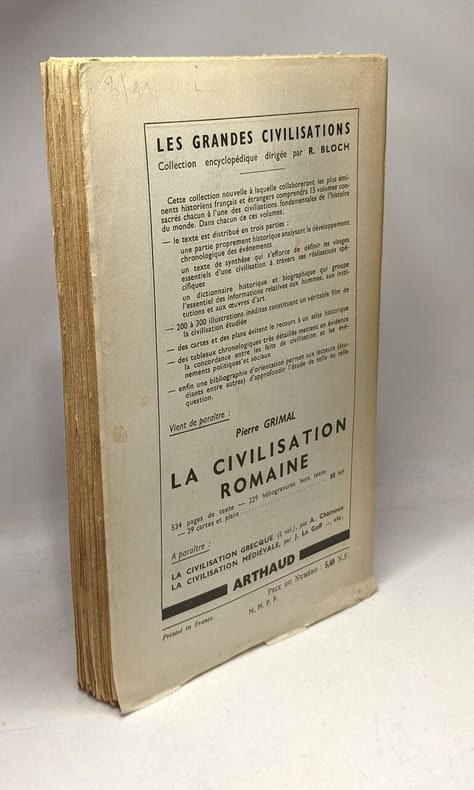 LES GRANDES CIVILISATIONS
Collection encyclopédique dirigée par R. BLOCH
Cette collection nouvelle à laquelle collaboreront les plus émi-
nents historiens français et étrangers comprendra 15 volumes con-
sacrés chacun à l'une des civilisations fondamentales de l'histoire
du monde. Dans chacun de ces volumes.
— le texte est distribué en trois parties :
une partie proprement historique analysant le développement
chronologique des événements
un texte de synthèse qui s'efforce de définir les visages
essentiels d'une civilisation à travers ses réalisations spé-
cifiques
un dictionnaire historique et biographique qui groupe
l'essentiel des informations relatives aux hommes, aux insti-
tutions et aux œuvres d'art.
— 200 à 300 illustrations inédites constituent un véritable film de
la civilisation étudiée
— des cartes et des plans évitent le recours à un atlas historique
— des tableaux chronologiques très détaillés mettent en évidence
la concordance entre les faits de civilisation et les évé-
nements politiques et sociaux
— enfin une bibliographie d'orientation permet aux lecteurs (étu-
diants entre autres) d'approfondir l'étude de telle ou telle
question.
Vient de paraître :
Pierre GRIMAL
LA CIVILISATION
ROMAINE
534 pages de texte — 229 héliogravures hors texte
— 29 cartes et plans 58 NF
A paraître :
LA CIVILISATION GRECQUE (2 vol.), par A. Chamoux
LA CIVILISATION MÉDIÉVALE, par J. Le Goff ... etc.
ARTHAUD
Printed in France.
N. M. P. P.
PRIX DU NUMÉRO : 5,40 N.F.